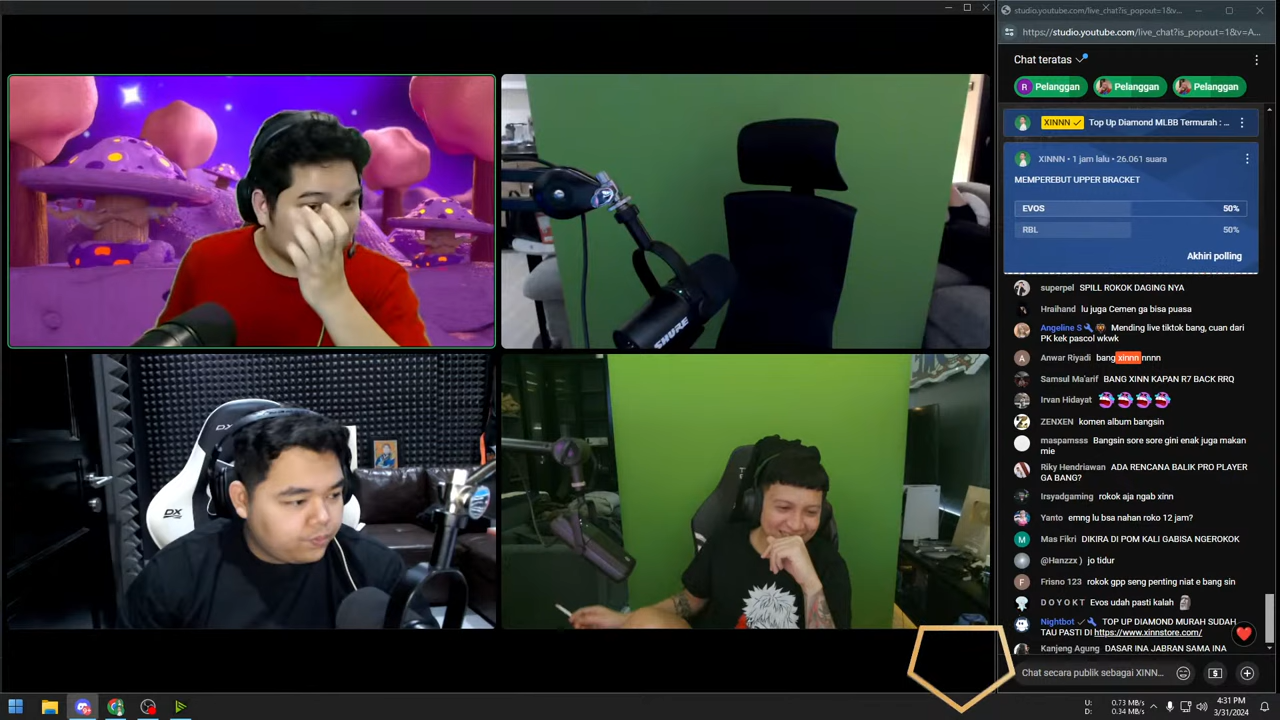 studio.youtube.com/live_chat?is_popout=1&v...
https://studio.youtube.com/live_chat?is_popout=1&v=A...
Chat teratas
R Pelanggan Pelanggan Pelanggan
XINNN Top Up Diamond MLBB Termurah : ...
XINNN • 1 jam lalu • 26.061 suara
MEMPEREBUT UPPER BRACKET
EVOS 50%
RBL 50%
Akhiri polling
superpel SPILL ROKOK DAGING NYA
Hraihand lu juga Cemen ga bisa puasa
Angeline S Mending live tiktok bang, cuan dari
PK kek pascol wkwk
A Anwar Riyadi bang xinnn nnnn
Samsul Ma'arif BANG XINN KAPAN R7 BACK RRQ
Irvan Hidayat
ZENXEN komen album bangsin
maspamsss Bangsin sore sore gini enak juga makan
mie
Riky Hendriawan ADA RENCANA BALIK PRO PLAYER
GA BANG?
Irsyadgaming rokok aja ngab xinn
Yanto emng lu bsa nahan roko 12 jam?
M Mas Fikri DIKIRA DI POM KALI GABISA NGEROKOK
@Hanzzx ) jo tidur
F Frisno 123 rokok gpp seng penting niat e bang sin
D O Y O K T Evos udah pasti kalah
Nightbot TOP UP DIAMOND MURAH SUDAH
TAU PASTI DI https://www.xinnstore.com/
Kanjeng Agung DASAR INA JABRAN SAMA INA
Chat secara publik sebagai XINN...
SHURE
DX
U: 0.73 MB/s
D: 0.34 MB/s
4:31 PM
3/31/2024